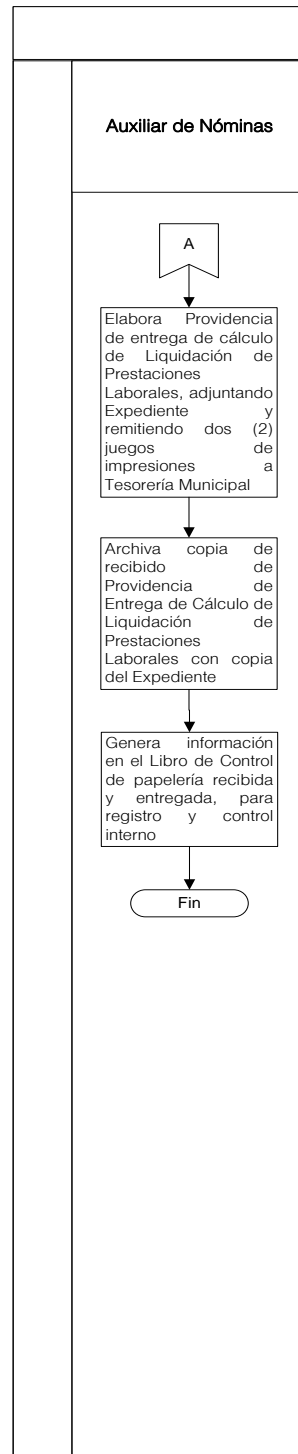 Auxiliar de Nóminas
A
Elabora Providencia
de entrega de cálculo
de Liquidación de
Prestaciones
Laborales, adjuntando
Expediente y
remitiendo dos (2)
juegos de
impresiones a
Tesorería Municipal
Archiva copia de
recibido de
Providencia de
Entrega de Cálculo de
Liquidación de
Prestaciones
Laborales con copia
del Expediente
Genera información
en el Libro de Control
de papelería recibida
y entregada, para
registro y control
interno
Fin